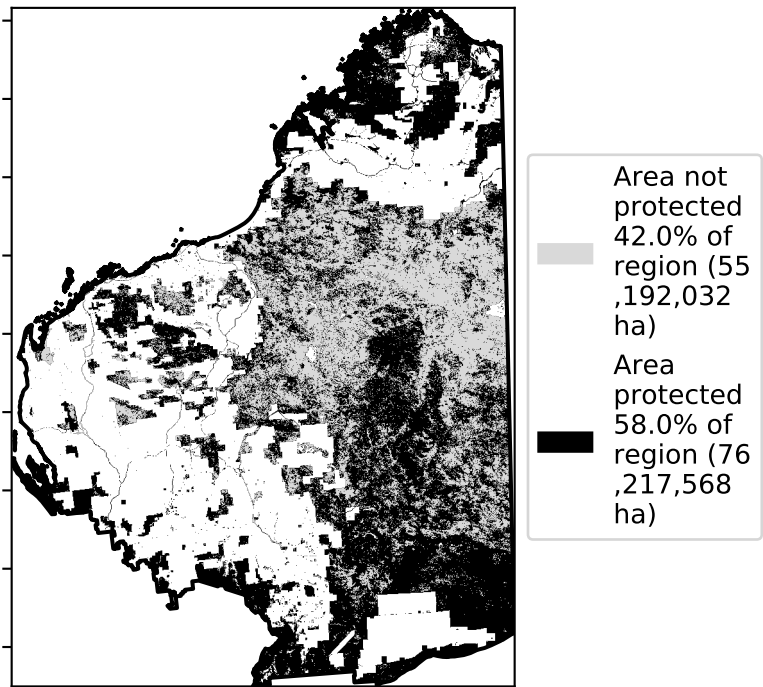 Area not
protected
42.0% of
region (55
,192,032
ha)
Area
protected
58.0% of
region (76
,217,568
ha)